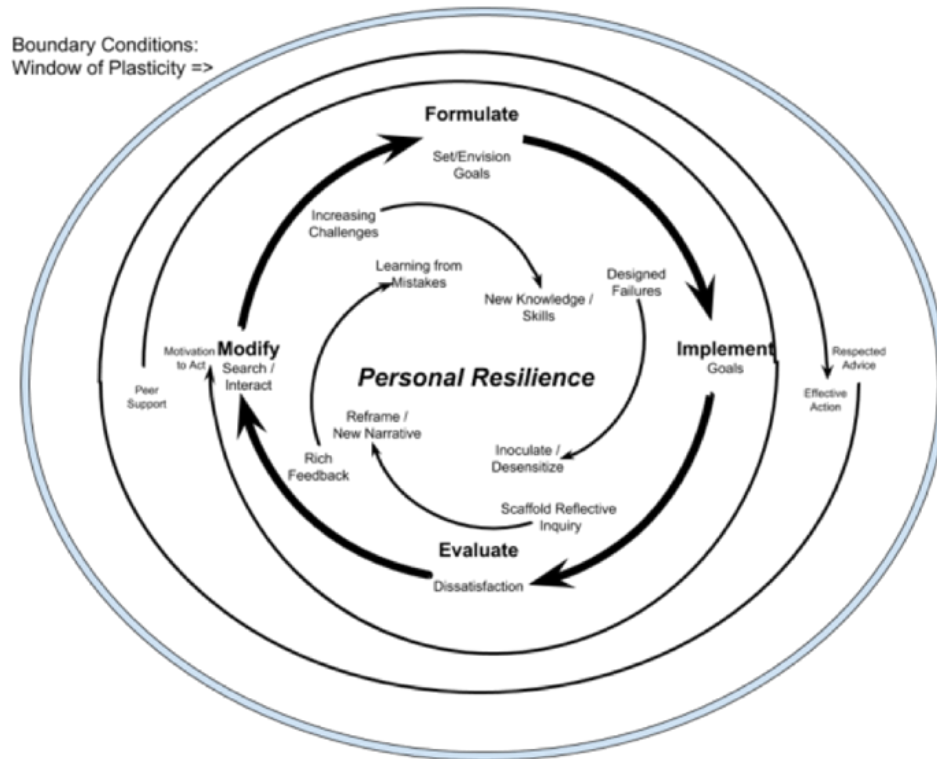 Boundary Conditions:
Window of Plasticity =>
Formulate
Set/Envision
Goals
Increasing
Challenges
Learning from
Mistakes
New Knowledge /
Skills
Designed
Failures
Motivation
to Act
Modify
Search /
Interact
Peer
Support
Personal Resilience
Implement
Goals
Respected
Advice
Effective
Action
Reframe /
New Narrative
Rich
Feedback
Inoculate /
Desensitize
Scaffold Reflective
Inquiry
Evaluate
Dissatisfaction